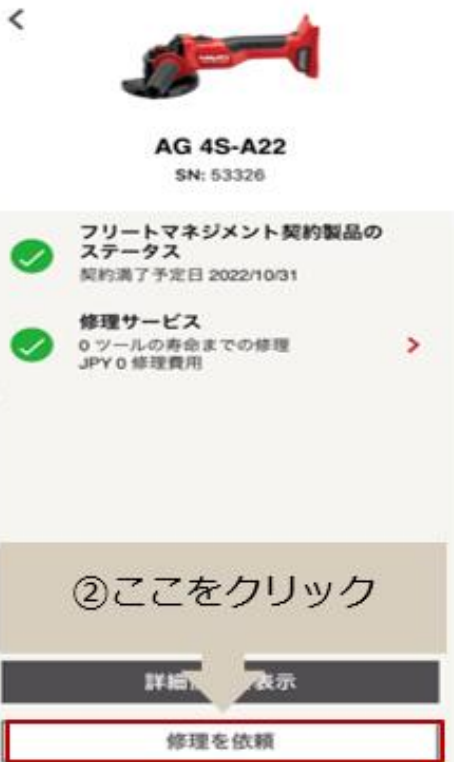 AG 4S-A22
SN: 53326
フリートマネジメント契約製品の
ステータス
契約満了予定日 2022/10/31
修理サービス
0 ツールの寿命までの修理
JPY 0 修理費用
②ここをクリック
詳細 表示
修理を依頼